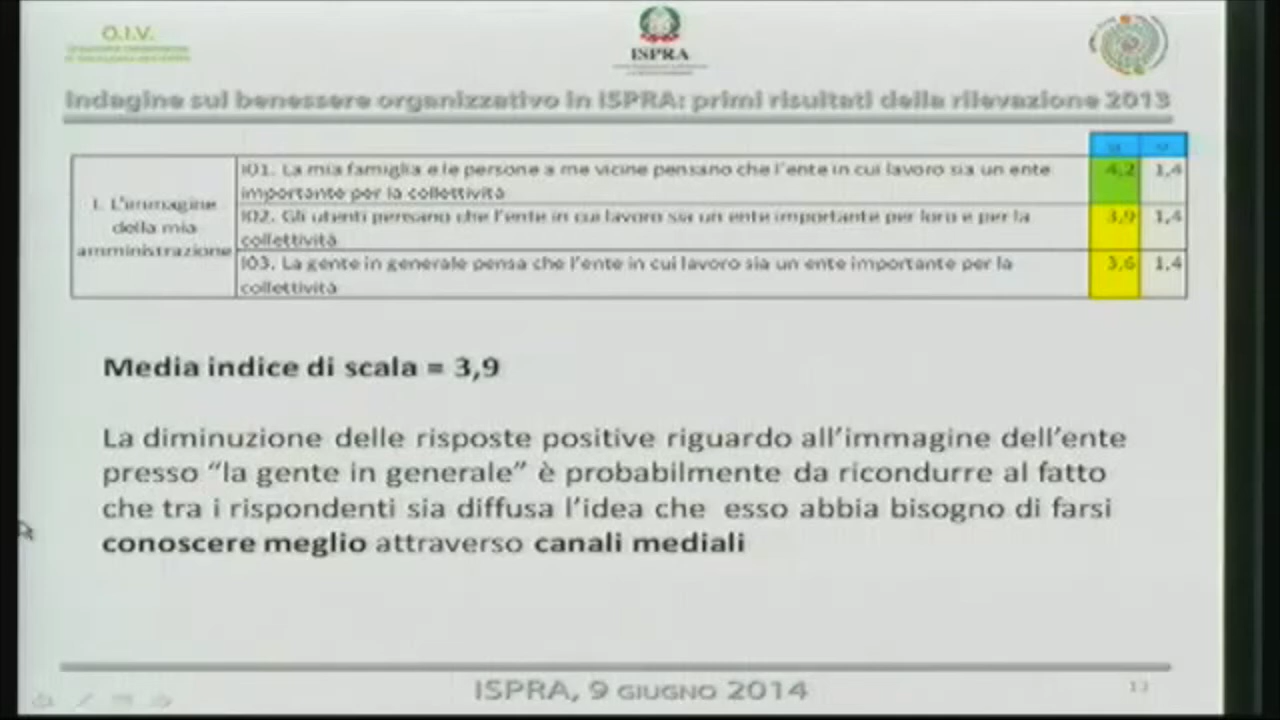 O.I.V.
ISPRA
Indagine sul benessere organizzativo in ISPRA: primi risultati della rilevazione 2013
I. L'immagine della mia amministrazione
I01. La mia famiglia e le persone a me vicine pensano che l'ente in cui lavoro sia un ente
importante per la collettività
4,2 1,4
I02. Gli utenti pensano che l'ente in cui lavoro sia un ente importante per loro e per la
collettività
3,9 1,4
I03. La gente in generale pensa che l'ente in cui lavoro sia un ente importante per la
collettività
3,6 1,4
Media indice di scala = 3,9
La diminuzione delle risposte positive riguardo all'immagine dell'ente
presso “la gente in generale” è probabilmente da ricondurre al fatto
che tra i rispondenti sia diffusa l'idea che esso abbia bisogno di farsi
conoscere meglio attraverso canali mediali
ISPRA, 9 GIUGNO 2014